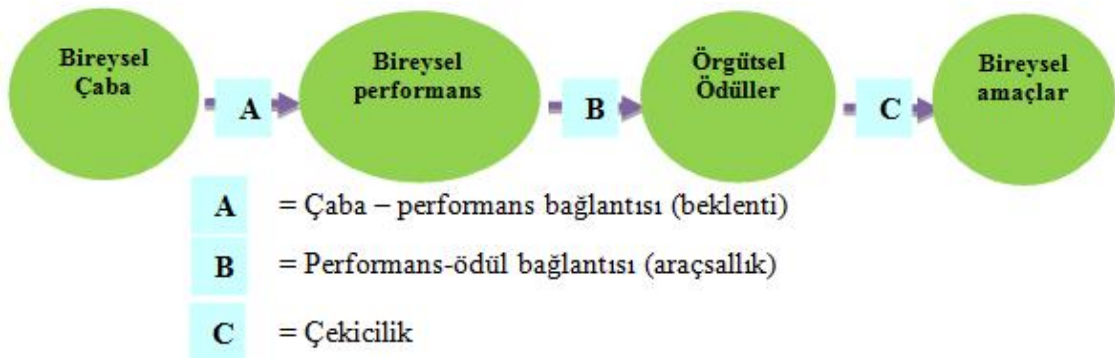 Bireysel
Çaba
A
Bireysel
performans
B
Örgütsel
Ödüller
C
Bireysel
amaçlar
A = Çaba – performans bağlantısı (beklenti)
B = Performans-ödül bağlantısı (araçsallık)
C = Çekicilik